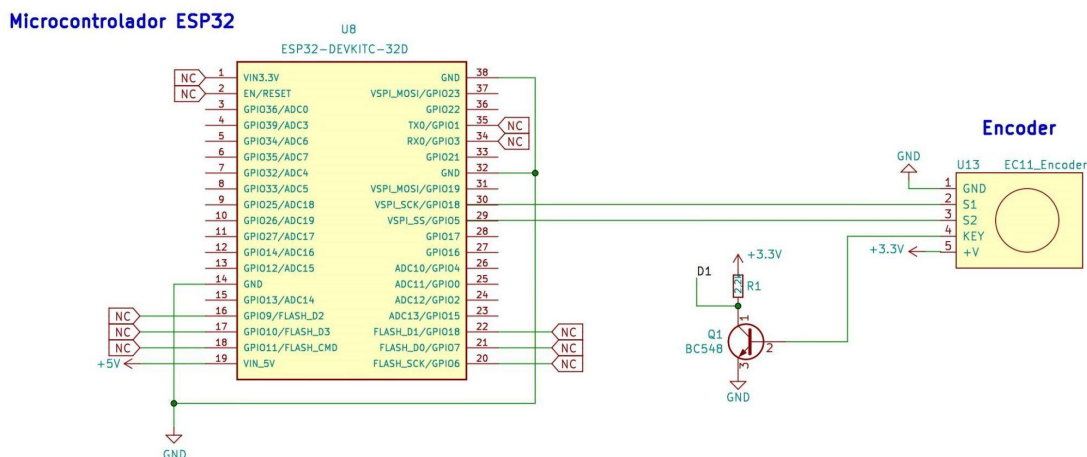 Microcontrolador ESP32
U8
ESP32-DEVKITC-32D
NC 1 VIN3.3V GND 38
NC 2 EN/RESET VSPI_MOSI/GPIO23 37
3 GPIO36/ADC0 GPIO22 36
4 GPIO39/ADC3 TX0/GPIO1 35 NC
5 GPIO34/ADC6 RX0/GPIO3 34 NC
6 GPIO35/ADC7 GPIO21 33
7 GPIO32/ADC4 GND 32
8 GPIO33/ADC5 VSPI_MOSI/GPIO19 31
9 GPIO25/ADC18 VSPI_SCK/GPIO18 30
10 GPIO26/ADC19 VSPI_SS/GPIO5 29
11 GPIO27/ADC17 GPIO17 28
12 GPIO14/ADC16 GPIO16 27
13 GPIO12/ADC15 ADC10/GPIO4 26
14 GND ADC11/GPIO0 25
15 GPIO13/ADC14 ADC12/GPIO2 24
NC 16 GPIO9/FLASH_D2 ADC13/GPIO15 23
NC 17 GPIO10/FLASH_D3 FLASH_D1/GPIO18 22 NC
NC 18 GPIO11/FLASH_CMD FLASH_D0/GPIO7 21 NC
+5V 19 VIN_5V FLASH_SCK/GPIO6 20 NC
GND
Encoder
GND
U13 EC11_Encoder
1 GND
2 S1
3 S2
4 KEY
+3.3V 5 +V
+3.3V
D1
2.2k R1
1
Q1
BC548
2
3
GND